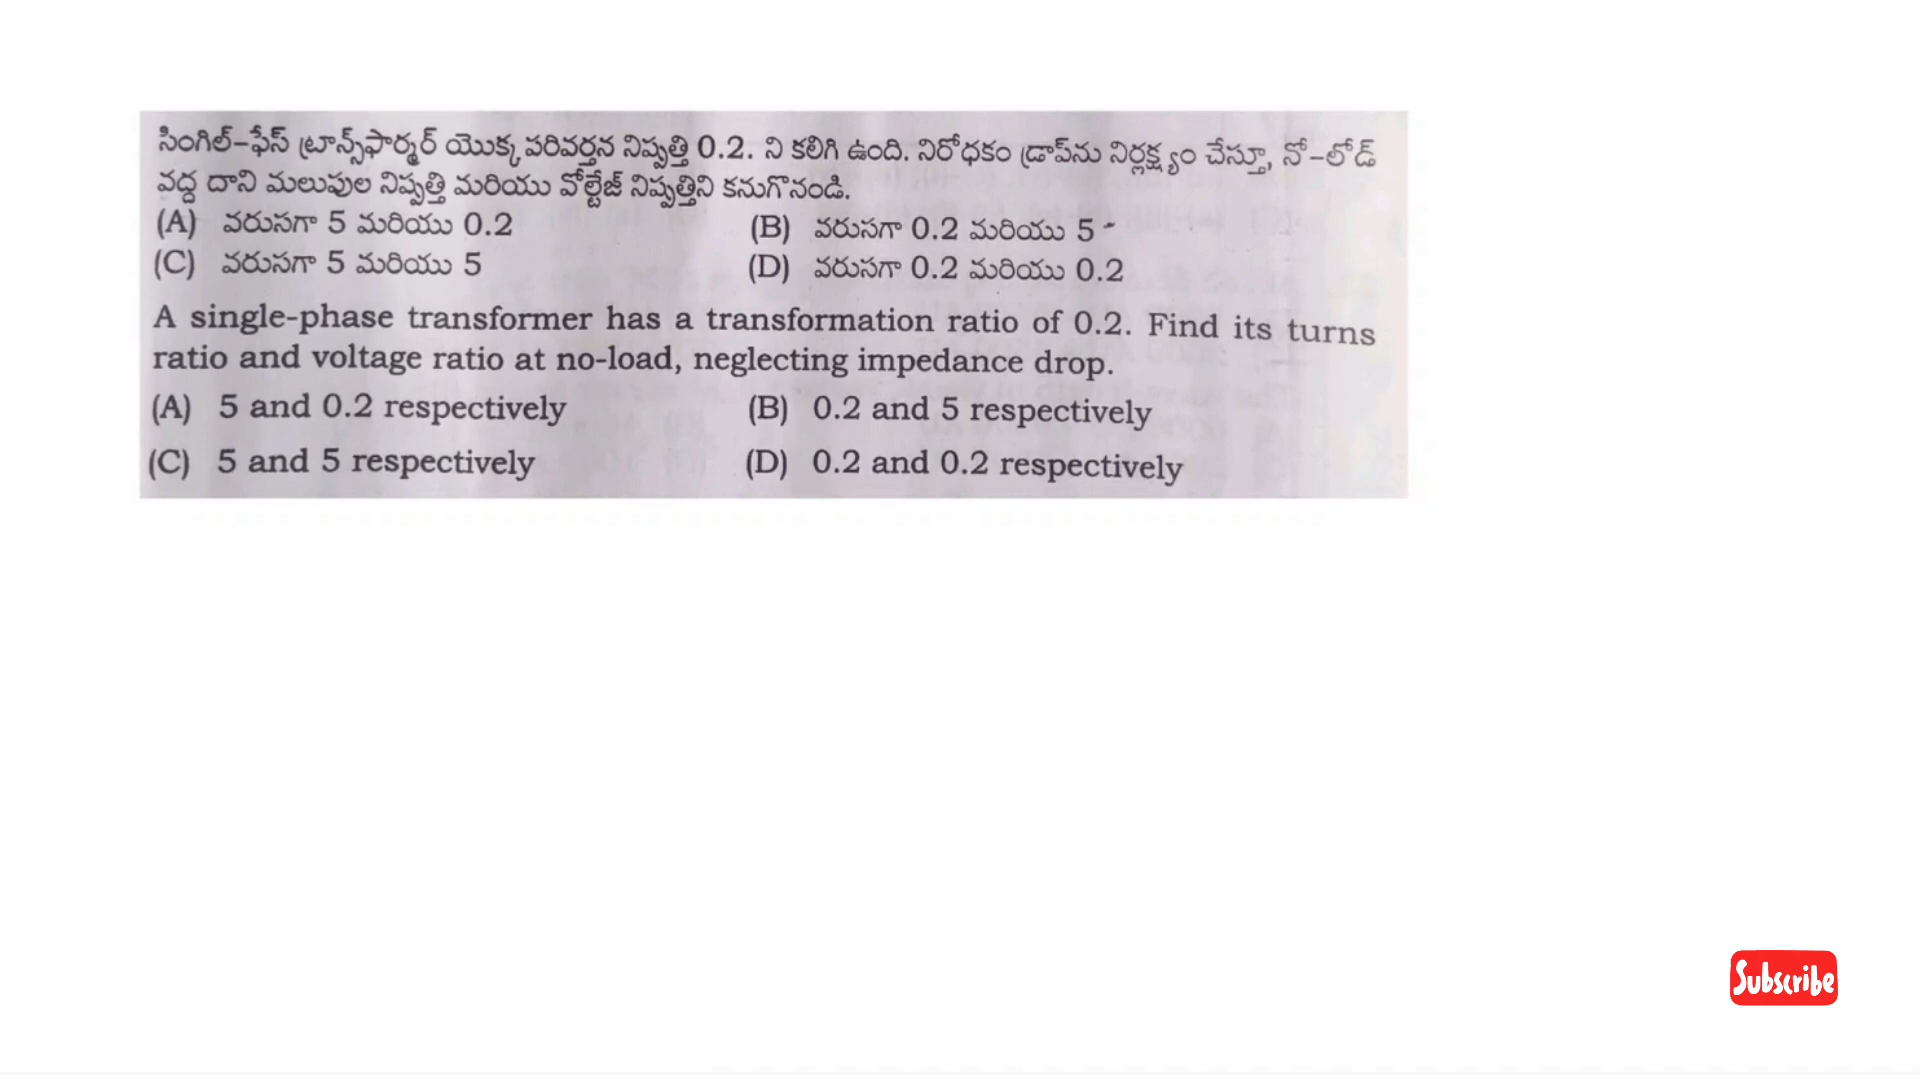 సింగిల్-ఫేస్ ట్రాన్స్‌ఫార్మర్ యొక్క పరివర్తన నిష్పత్తి 0.2. ని కలిగి ఉంది. నిరోధకం డ్రాప్‌ను నిర్లక్ష్యం చేస్తూ, నో-లోడ్
వద్ద దాని మలుపుల నిష్పత్తి మరియు వోల్టేజ్ నిష్పత్తిని కనుగొనండి.
(A) వరుసగా 5 మరియు 0.2 (B) వరుసగా 0.2 మరియు 5
(C) వరుసగా 5 మరియు 5 (D) వరుసగా 0.2 మరియు 0.2
A single-phase transformer has a transformation ratio of 0.2. Find its turns
ratio and voltage ratio at no-load, neglecting impedance drop.
(A) 5 and 0.2 respectively (B) 0.2 and 5 respectively
(C) 5 and 5 respectively (D) 0.2 and 0.2 respectively
Subscribe